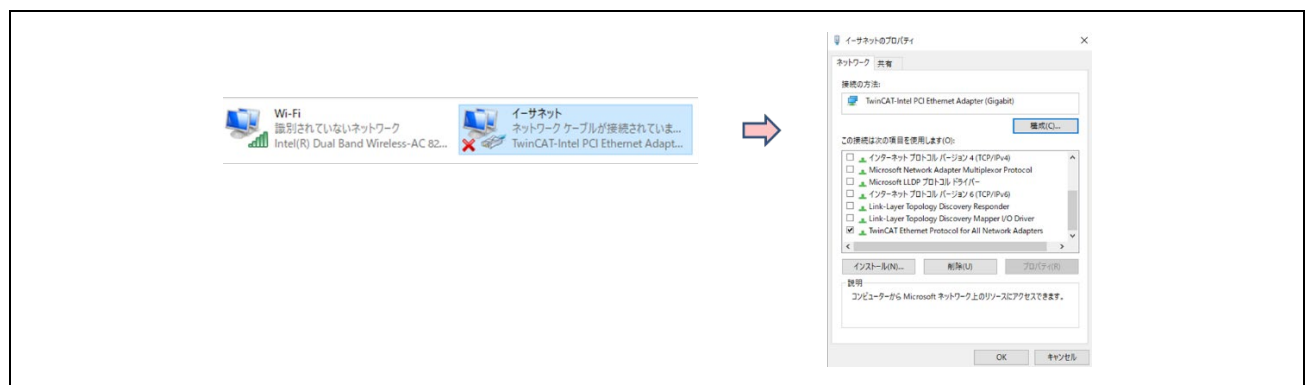 Wi-Fi
識別されていないネットワーク
Intel(R) Dual Band Wireless-AC 82...
イーサネット
ネットワーク ケーブルが接続されていま...
TwinCAT-Intel PCI Ethernet Adapt...
イーサネットのプロパティ
ネットワーク 共有
接続の方法:
TwinCAT-Intel PCI Ethernet Adapter (Gigabit)
構成(C)...
この接続は次の項目を使用します(O):
インターネット プロトコル バージョン 4 (TCP/IPv4)
Microsoft Network Adapter Multiplexor Protocol
Microsoft LLDP プロトコル ドライバー
インターネット プロトコル バージョン 6 (TCP/IPv6)
Link-Layer Topology Discovery Responder
Link-Layer Topology Discovery Mapper I/O Driver
TwinCAT Ethernet Protocol for All Network Adapters
インストール(N)... 削除(U) プロパティ(R)
説明
コンピューターから Microsoft ネットワーク上のリソースにアクセスできます。
OK キャンセル